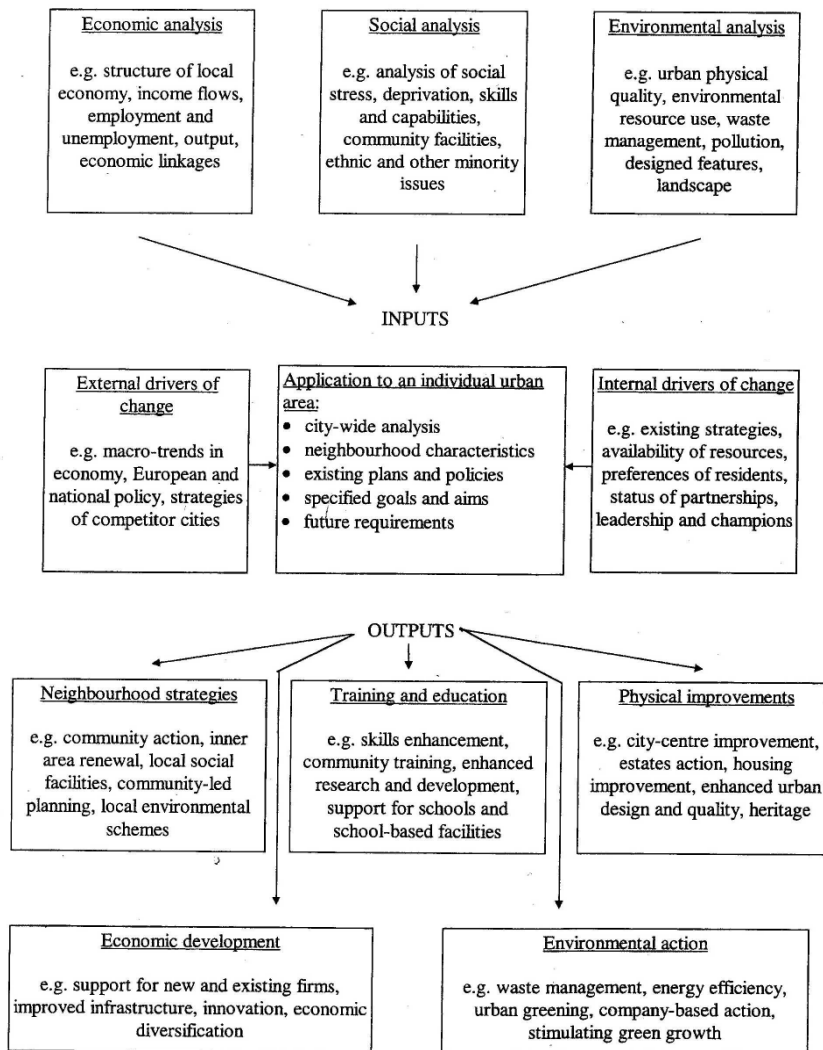 Economic analysis
e.g. structure of local
economy, income flows,
employment and
unemployment, output,
economic linkages
Social analysis
e.g. analysis of social
stress, deprivation, skills
and capabilities,
community facilities,
ethnic and other minority
issues
Environmental analysis
e.g. urban physical
quality, environmental
resource use, waste
management, pollution,
designed features,
landscape
INPUTS
External drivers of
change
e.g. macro-trends in
economy, European and
national policy, strategies
of competitor cities
Application to an individual urban
area:
• city-wide analysis
• neighbourhood characteristics
• existing plans and policies
• specified goals and aims
• future requirements
Internal drivers of change
e.g. existing strategies,
availability of resources,
preferences of residents,
status of partnerships,
leadership and champions
OUTPUTS
Neighbourhood strategies
e.g. community action, inner
area renewal, local social
facilities, community-led
planning, local environmental
schemes
Training and education
e.g. skills enhancement,
community training, enhanced
research and development,
support for schools and
school-based facilities
Physical improvements
e.g. city-centre improvement,
estates action, housing
improvement, enhanced urban
design and quality, heritage
Economic development
e.g. support for new and existing firms,
improved infrastructure, innovation, economic
diversification
Environmental action
e.g. waste management, energy efficiency,
urban greening, company-based action,
stimulating green growth